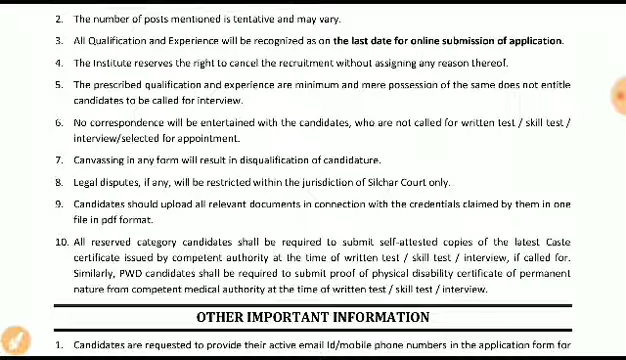 2. The number of posts mentioned is tentative and may vary.
3. All Qualification and Experience will be recognized as on the last date for online submission of application.
4. The Institute reserves the right to cancel the recruitment without assigning any reason thereof.
5. The prescribed qualification and experience are minimum and mere possession of the same does not entitle
candidates to be called for interview.
6. No correspondence will be entertained with the candidates, who are not called for written test / skill test /
interview/selected for appointment.
7. Canvassing in any form will result in disqualification of candidature.
8. Legal disputes, if any, will be restricted within the jurisdiction of Silchar Court only.
9. Candidates should upload all relevant documents in connection with the credentials claimed by them in one
file in pdf format.
10. All reserved category candidates shall be required to submit self-attested copies of the latest Caste
certificate issued by competent authority at the time of written test / skill test / interview, if called for.
Similarly, PWD candidates shall be required to submit proof of physical disability certificate of permanent
nature from competent medical authority at the time of written test / skill test / interview.
OTHER IMPORTANT INFORMATION
1. Candidates are requested to provide their active email Id/mobile phone numbers in the application form for